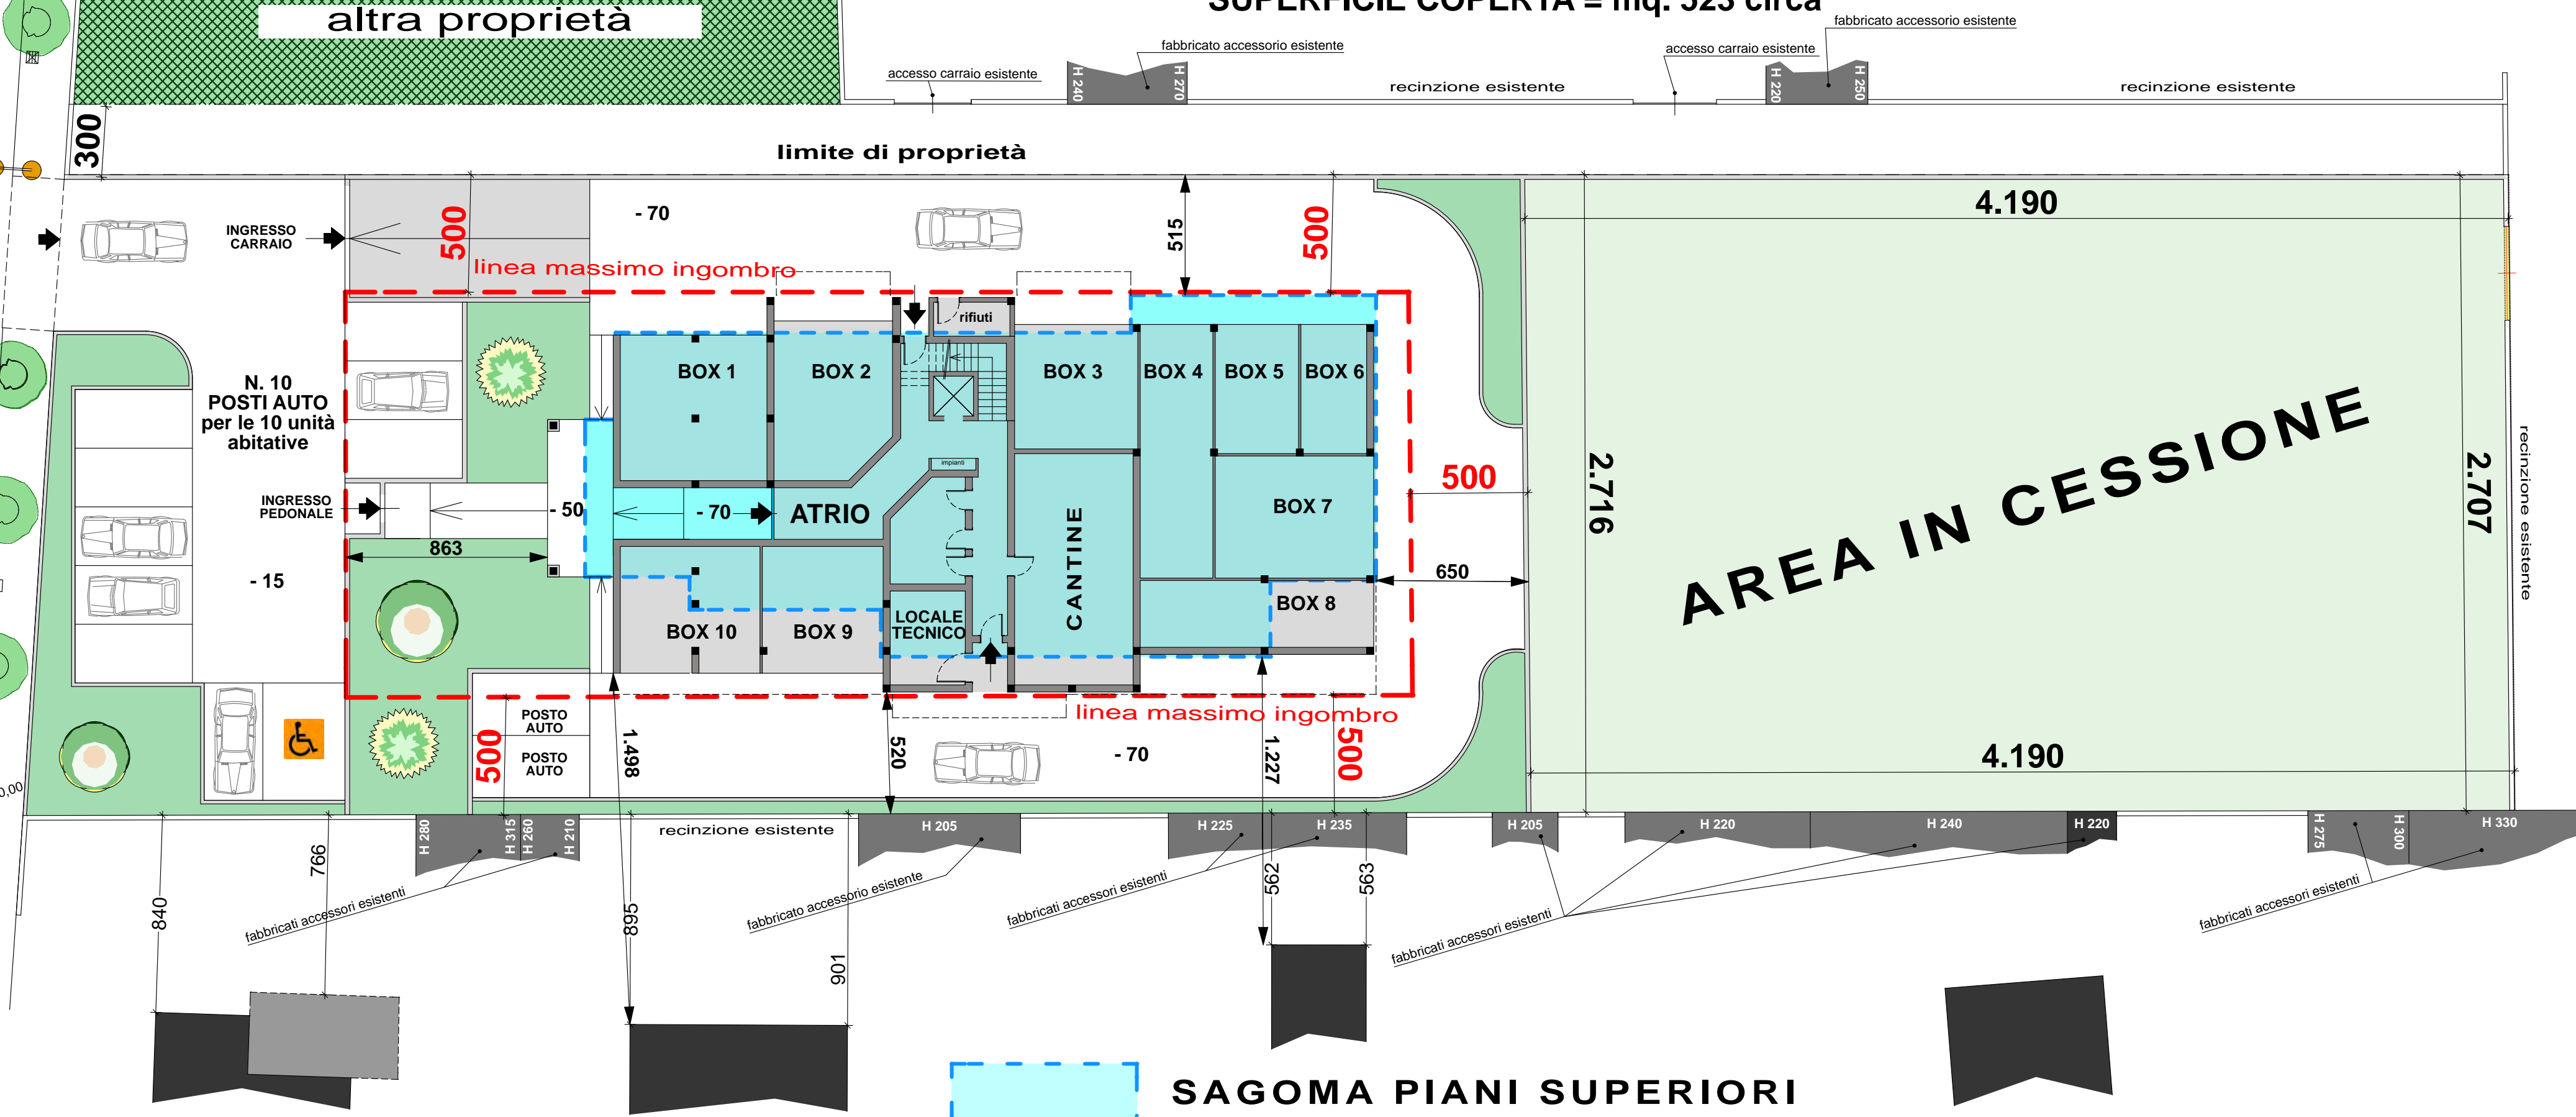 altra proprietà
SUPERFICIE COPERTA = mq. 523 circa
fabbricato accessorio esistente
fabbricato accessorio esistente
accesso carraio esistente
accesso carraio esistente
H 240
H 270
H 220
H 250
recinzione esistente
recinzione esistente
300
limite di proprietà
INGRESSO
CARRAIO
500
- 70
515
500
4.190
linea massimo ingombro
rifiuti
N. 10
POSTI AUTO
per le 10 unità
abitative
BOX 1
BOX 2
BOX 3
BOX 4
BOX 5
BOX 6
impianti
INGRESSO
PEDONALE
- 50
- 70
ATRIO
CANTINE
BOX 7
500
2.716
AREA IN CESSIONE
2.707
recinzione esistente
863
- 15
650
BOX 10
BOX 9
LOCALE
TECNICO
BOX 8
linea massimo ingombro
POSTO
AUTO
POSTO
AUTO
500
1.498
520
- 70
1.227
500
4.190
0,00
recinzione esistente
H 280
H 315
H 260
H 210
H 205
H 225
H 235
H 205
H 220
H 240
H 220
H 275
H 300
H 330
840
766
895
901
562
563
fabbricati accessori esistenti
fabbricato accessorio esistente
fabbricati accessori esistenti
fabbricati accessori esistenti
fabbricati accessori esistenti
SAGOMA PIANI SUPERIORI